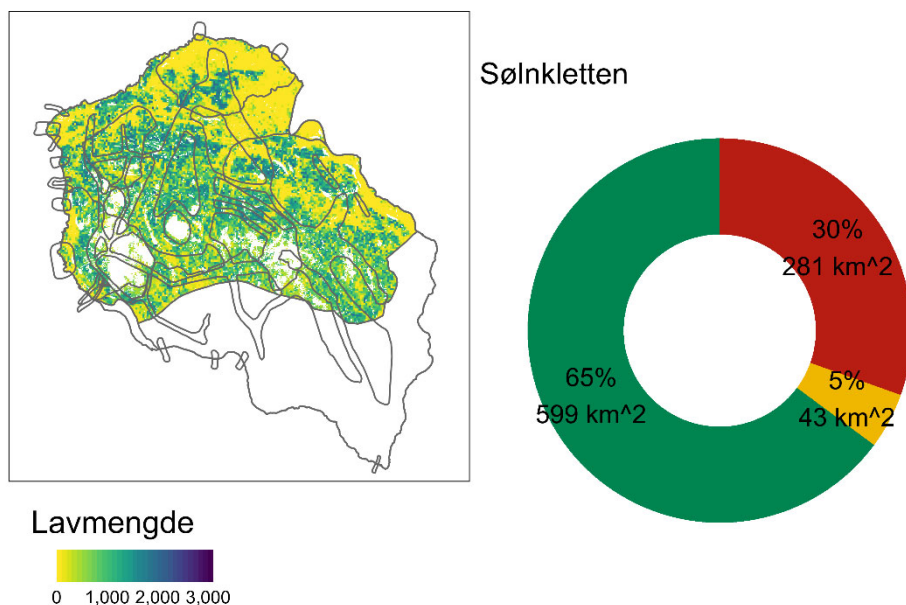 Sølnkletten
30%
281 km^2
5%
43 km^2
65%
599 km^2
Lavmengde
0 1,000 2,000 3,000